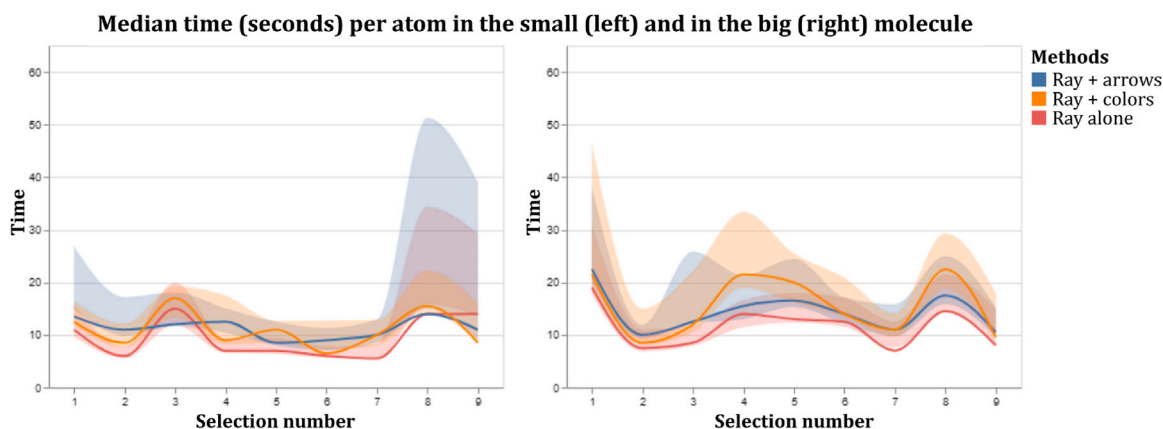 Median time (seconds) per atom in the small (left) and in the big (right) molecule
Methods
Ray + arrows
Ray + colors
Ray alone
Time
60
50
40
30
20
10
0
1 2 3 4 5 6 7 8 9
Selection number
Time
60
50
40
30
20
10
0
1 2 3 4 5 6 7 8 9
Selection number